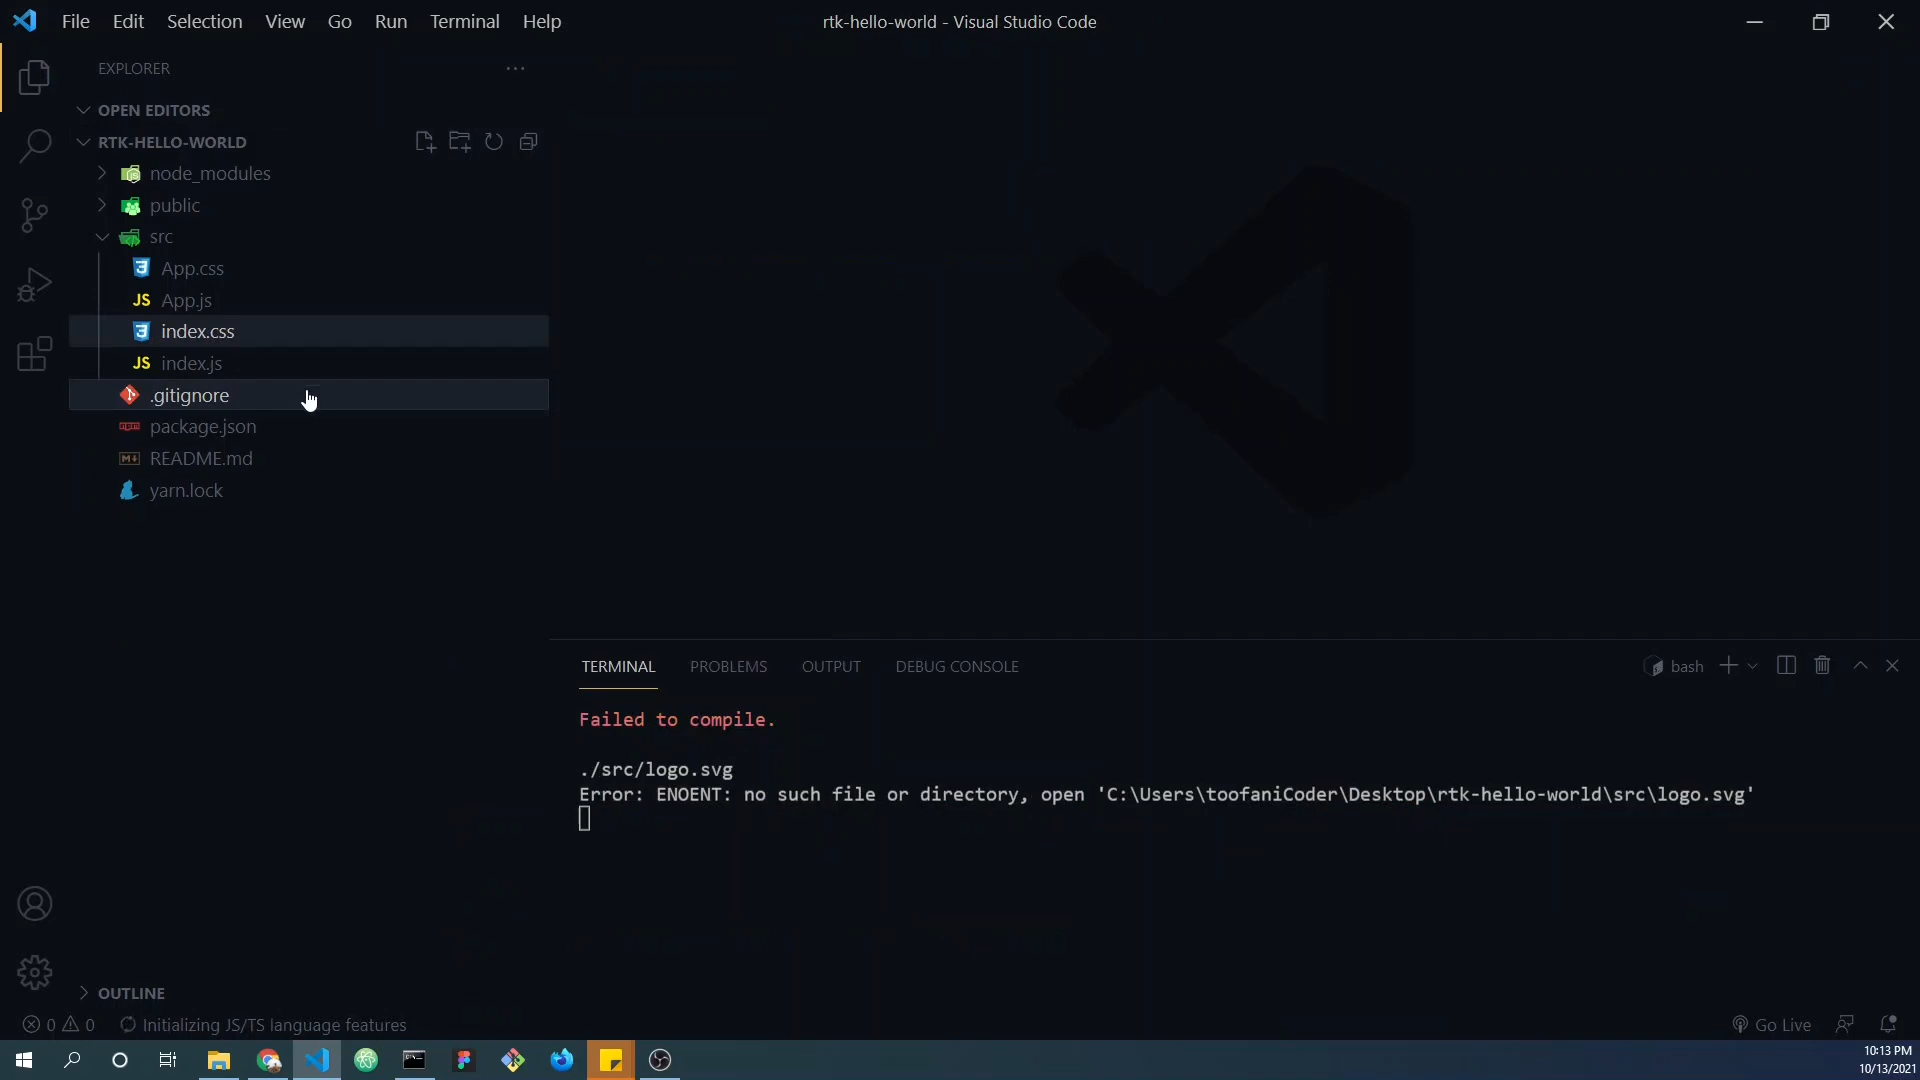 File Edit Selection View Go Run Terminal Help
rtk-hello-world - Visual Studio Code
EXPLORER
OPEN EDITORS
RTK-HELLO-WORLD
node_modules
public
src
App.css
JS App.js
index.css
JS index.js
.gitignore
package.json
README.md
yarn.lock
TERMINAL PROBLEMS OUTPUT DEBUG CONSOLE
bash
Failed to compile.
./src/logo.svg
Error: ENOENT: no such file or directory, open 'C:\Users\toofaniCoder\Desktop\rtk-hello-world\src\logo.svg'
OUTLINE
0 0 Initializing JS/TS language features
Go Live
10:13 PM
10/13/2021